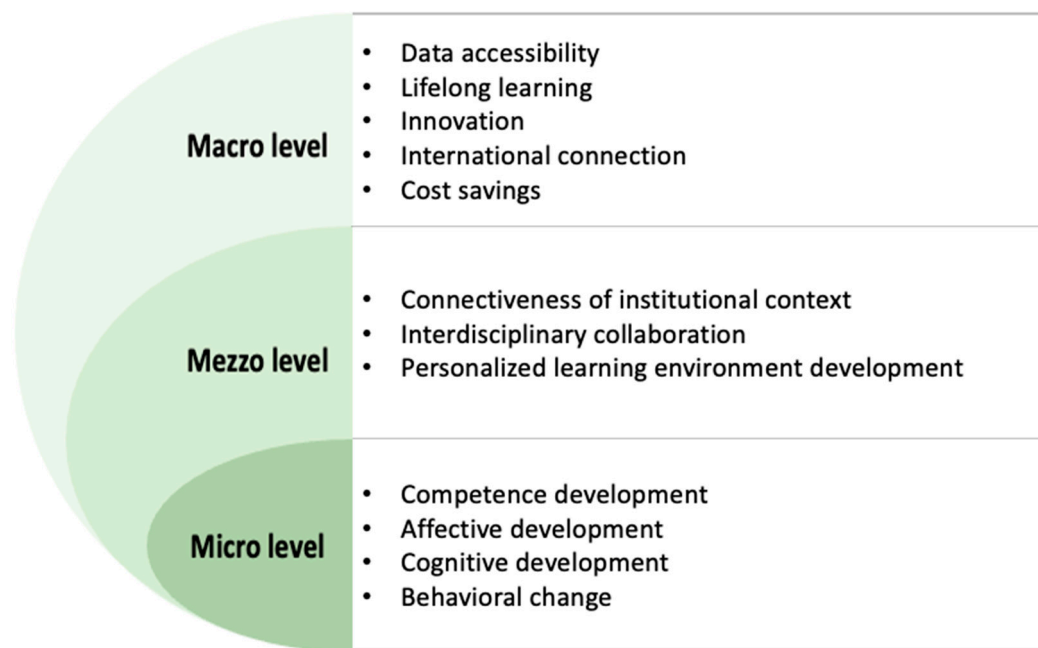 Macro level
• Data accessibility
• Lifelong learning
• Innovation
• International connection
• Cost savings
Mezzo level
• Connectiveness of institutional context
• Interdisciplinary collaboration
• Personalized learning environment development
Micro level
• Competence development
• Affective development
• Cognitive development
• Behavioral change